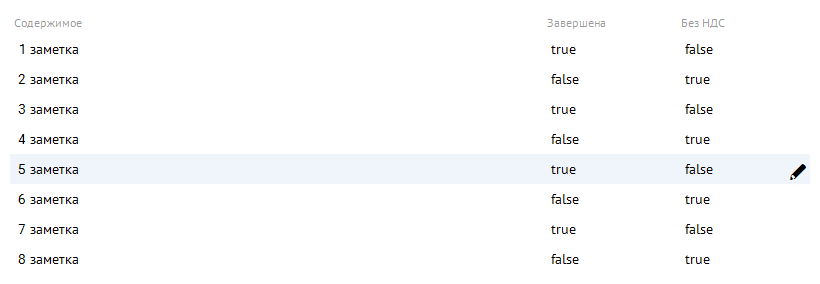 Содержимое Завершена Без НДС
1 заметка true false
2 заметка false true
3 заметка true false
4 заметка false true
5 заметка true false
6 заметка false true
7 заметка true false
8 заметка false true